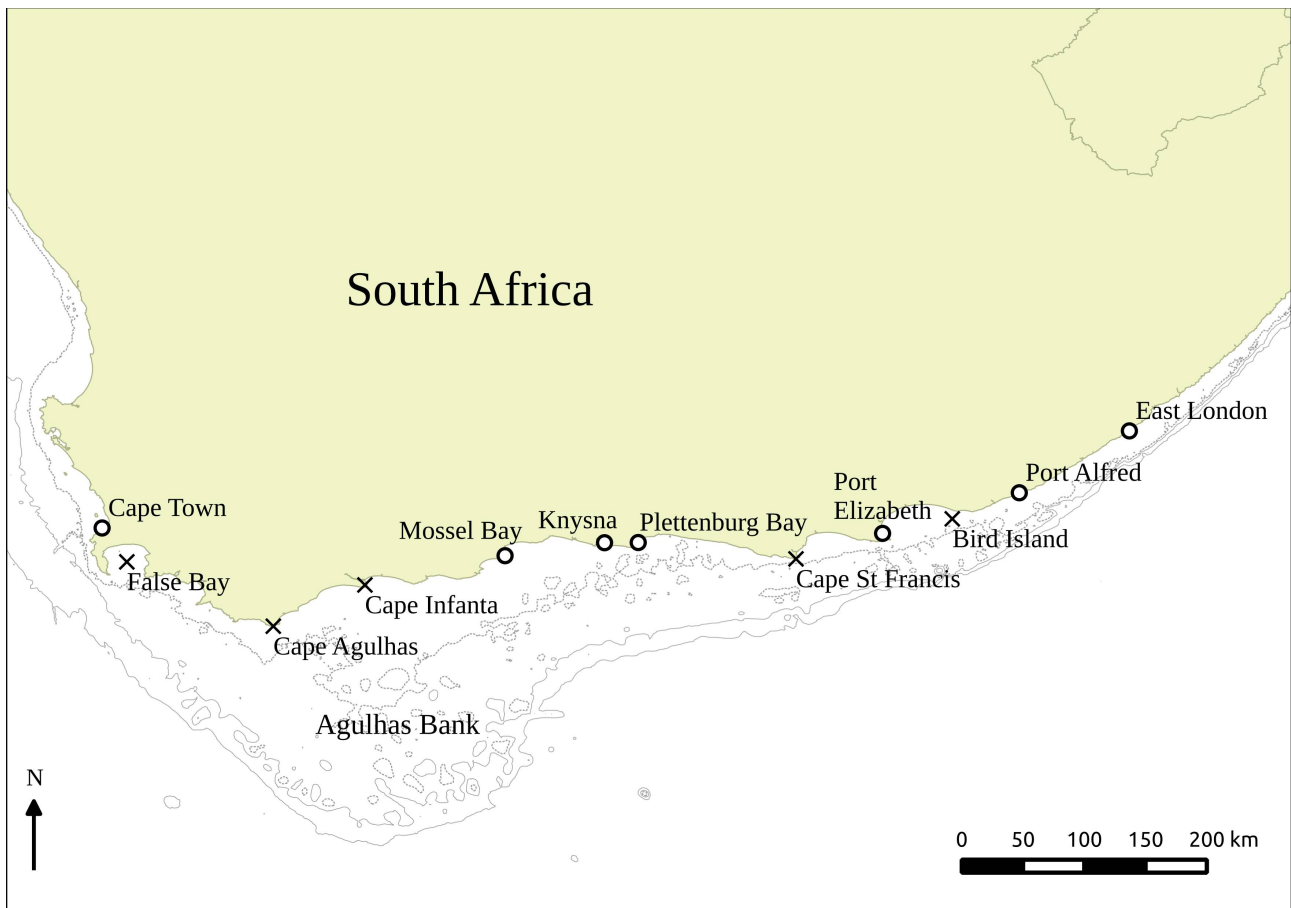 South Africa
East London
Port Alfred
Port
Elizabeth
Cape Town
Knysna
Plettenburg Bay
Mossel Bay
Bird Island
False Bay
Cape St Francis
Cape Infanta
Cape Agulhas
Agulhas Bank
N
0 50 100 150 200 km